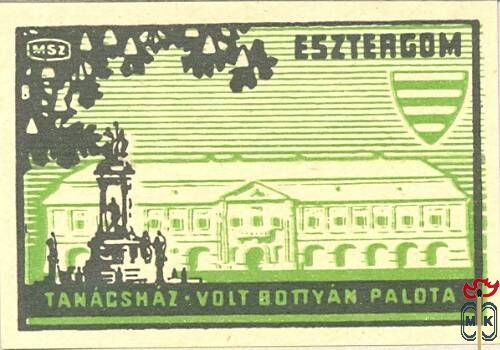 MSZ
ESZTERGOM
TANÁCSHÁZ · VOLT BOTTYÁN PALOTA
MK